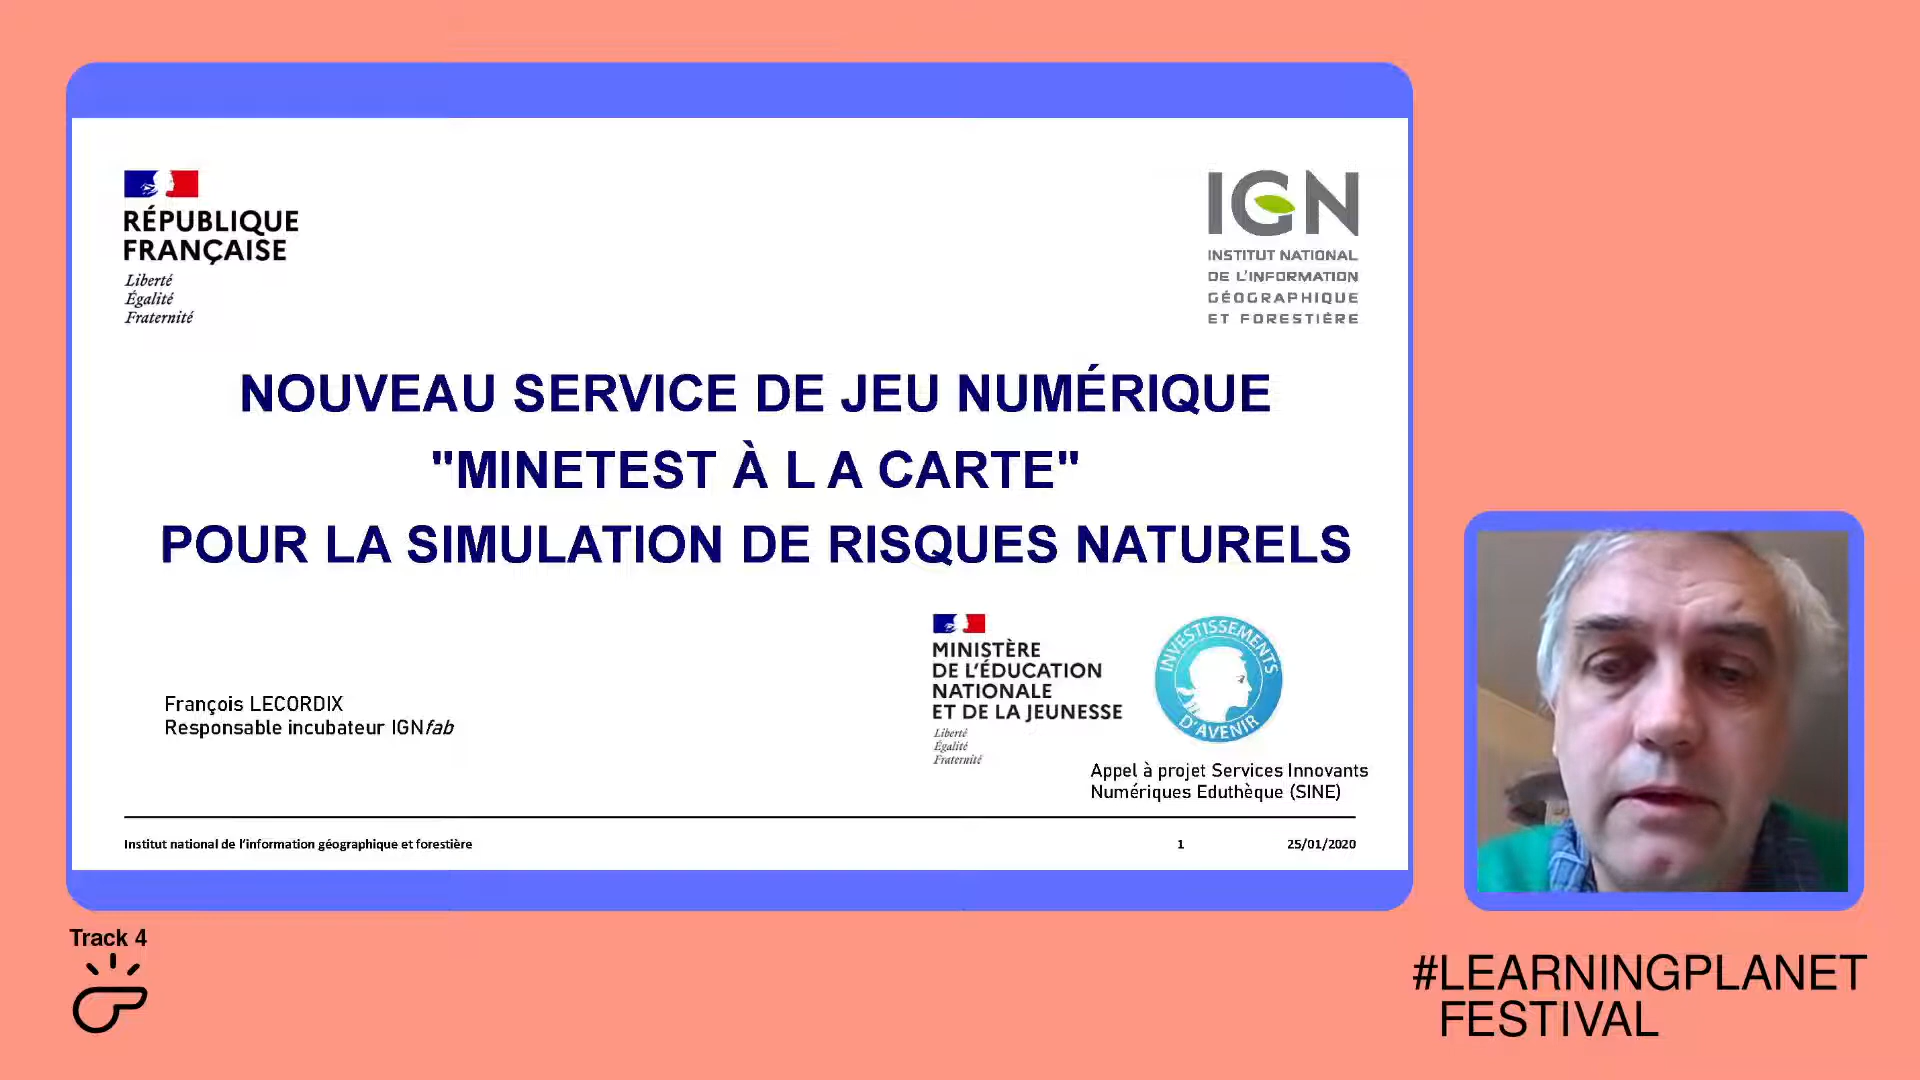 RÉPUBLIQUE
FRANÇAISE
Liberté
Égalité
Fraternité
IGN
INSTITUT NATIONAL
DE L'INFORMATION
GÉOGRAPHIQUE
ET FORESTIÈRE
NOUVEAU SERVICE DE JEU NUMÉRIQUE
"MINETEST À L A CARTE"
POUR LA SIMULATION DE RISQUES NATURELS
François LECORDIX
Responsable incubateur IGNfab
MINISTÈRE
DE L'ÉDUCATION
NATIONALE
ET DE LA JEUNESSE
Liberté
Égalité
Fraternité
INVESTISSEMENTS
D'AVENIR
Appel à projet Services Innovants
Numériques Eduthèque (SINE)
Institut national de l'information géographique et forestière
1
25/01/2020
Track 4
#LEARNINGPLANET
FESTIVAL